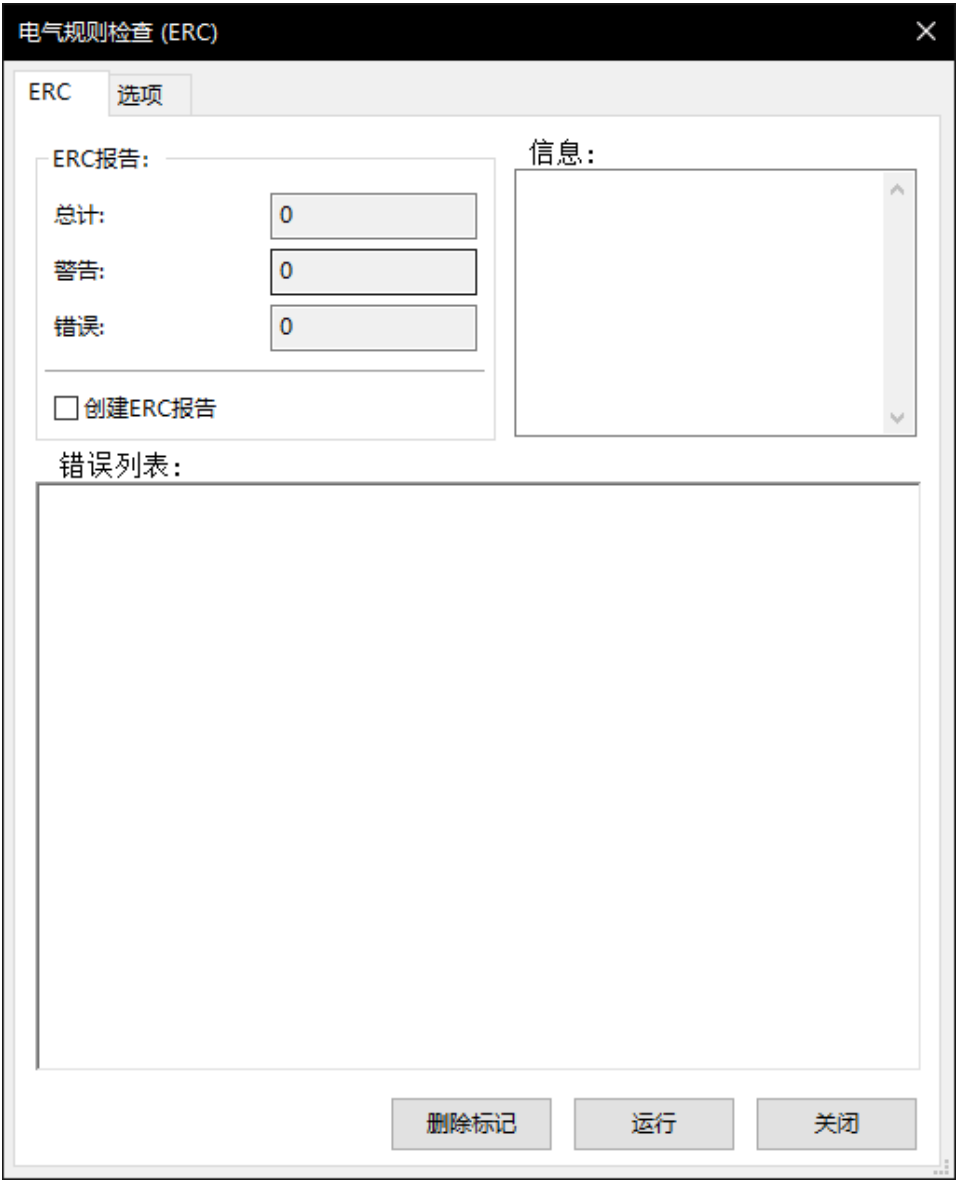 电气规则检查 (ERC)
ERC 选项
ERC报告:
信息:
总计: 0
警告: 0
错误: 0
创建ERC报告
错误列表:
删除标记 运行 关闭